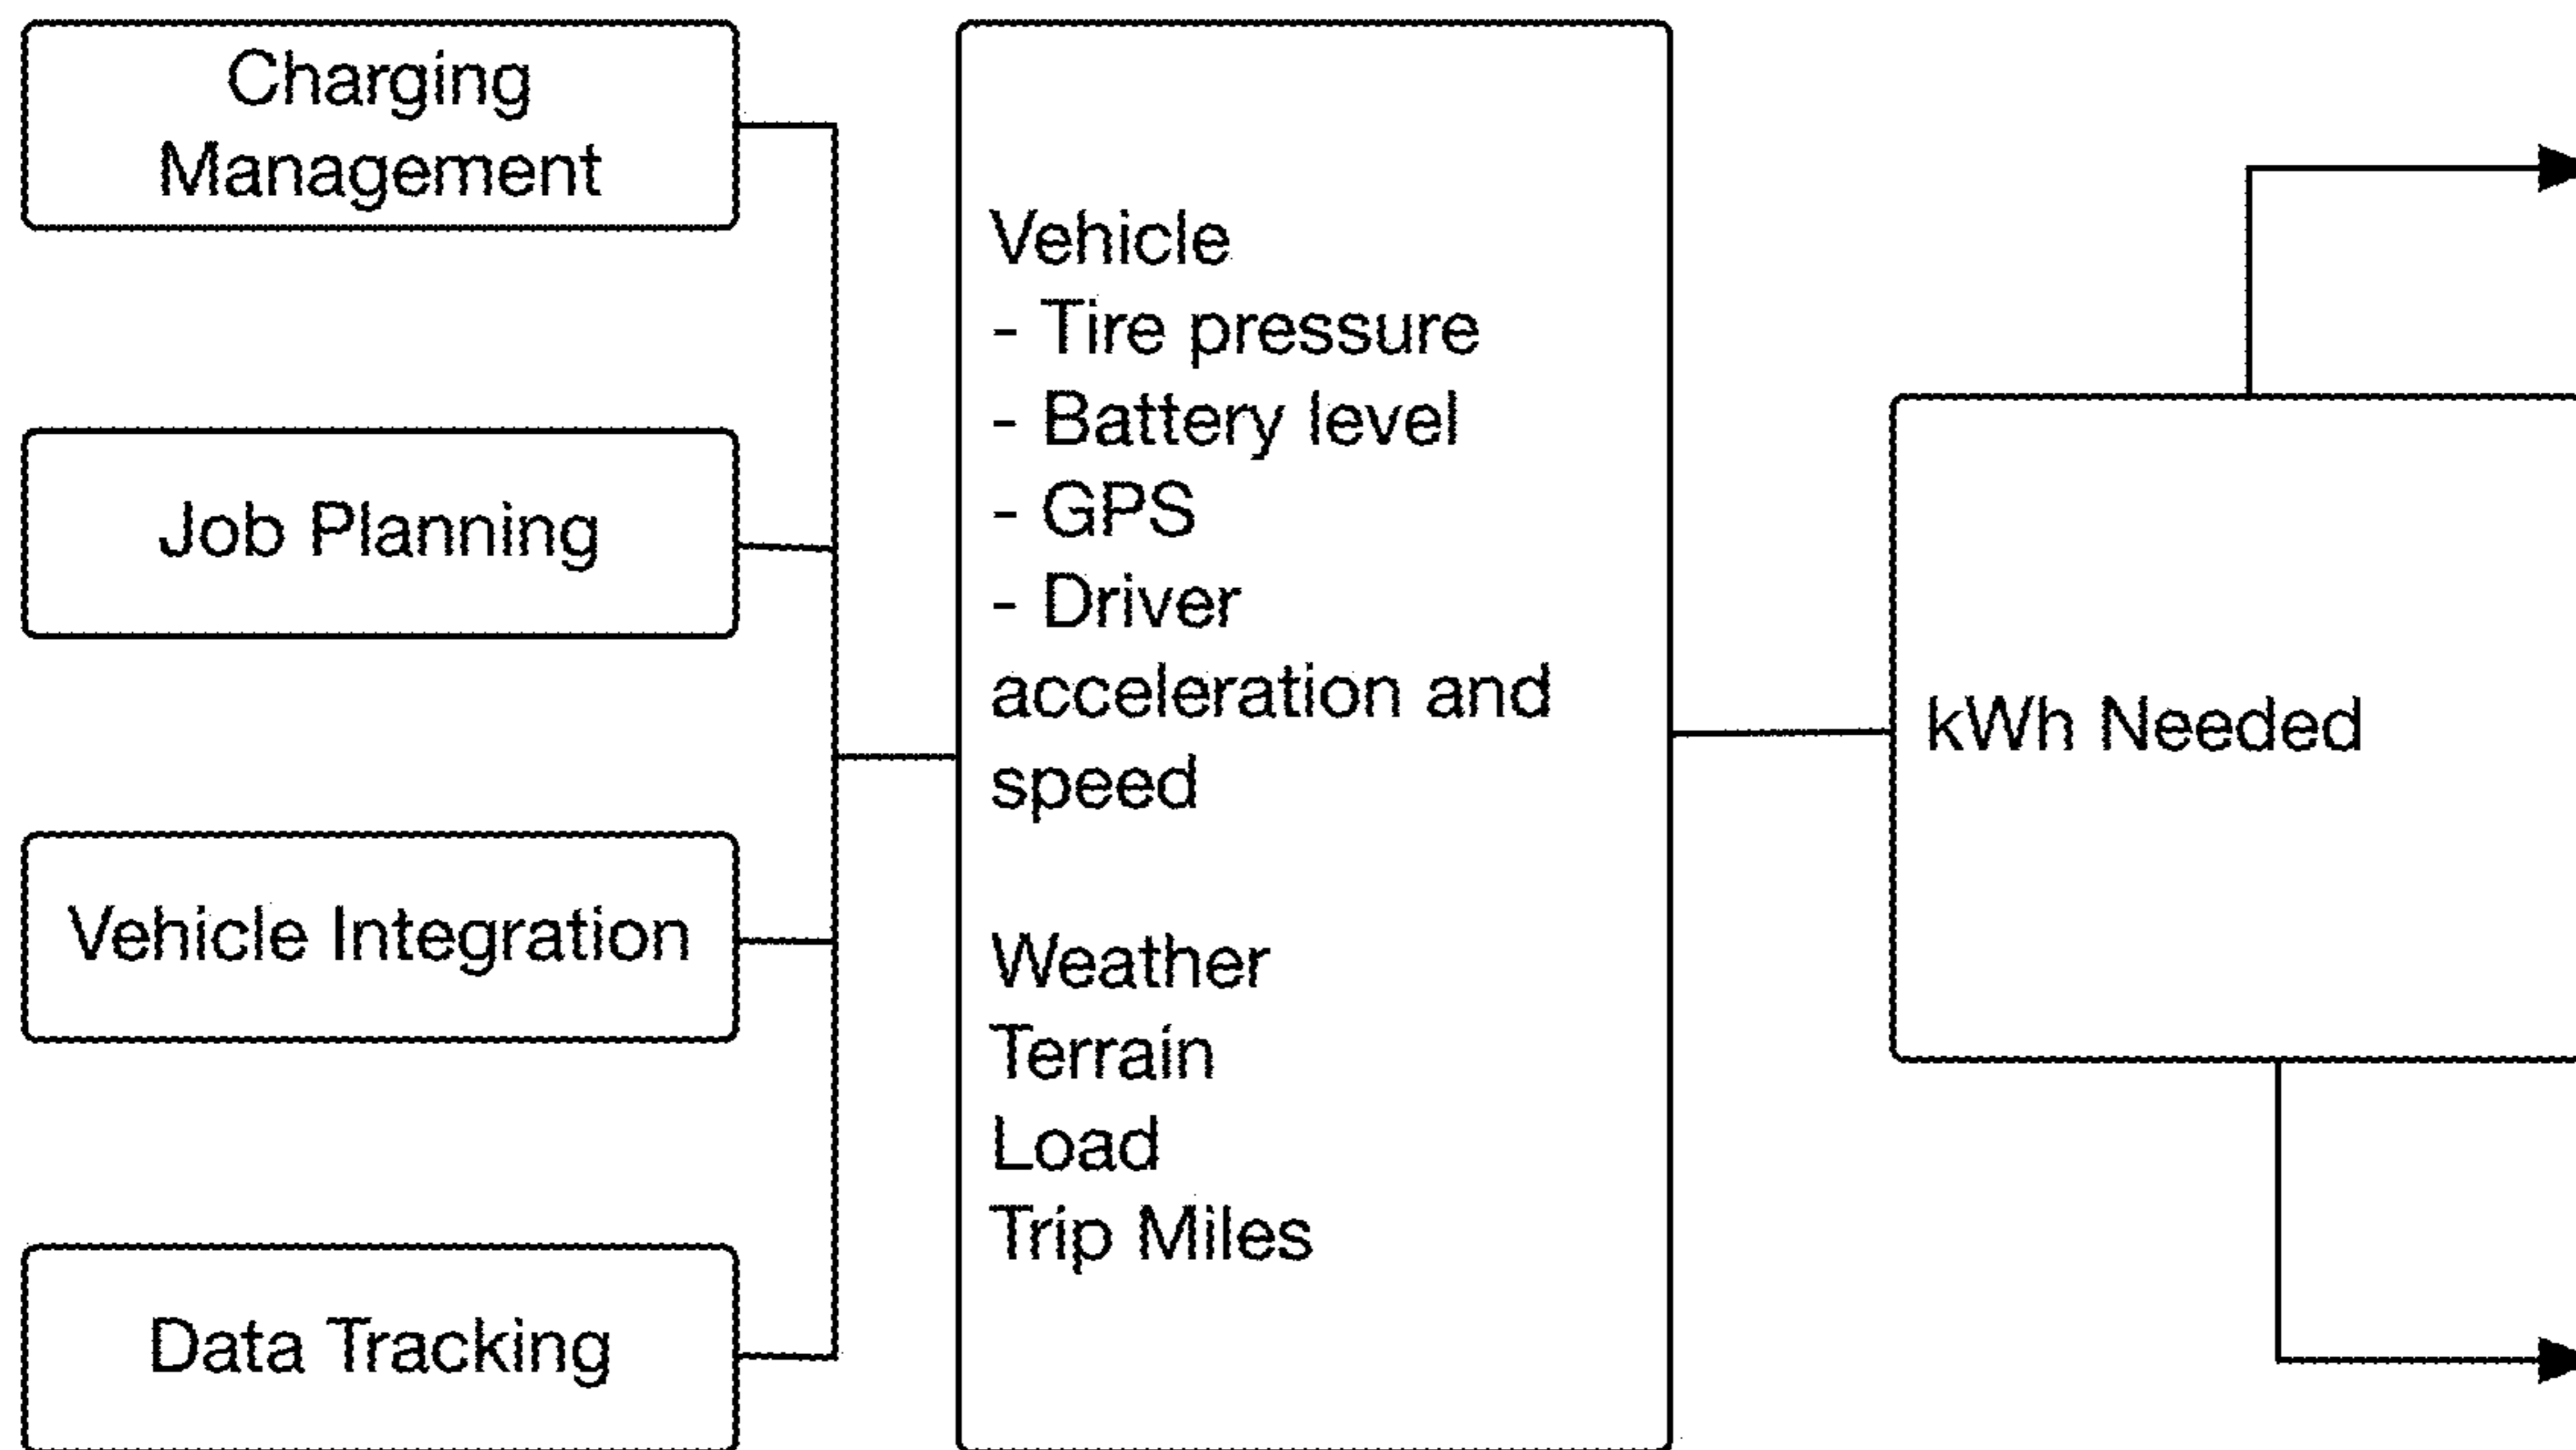 Charging
Management
Job Planning
Vehicle Integration
Data Tracking
Vehicle
- Tire pressure
- Battery level
- GPS
- Driver
acceleration and
speed
Weather
Terrain
Load
Trip Miles
kWh Needed